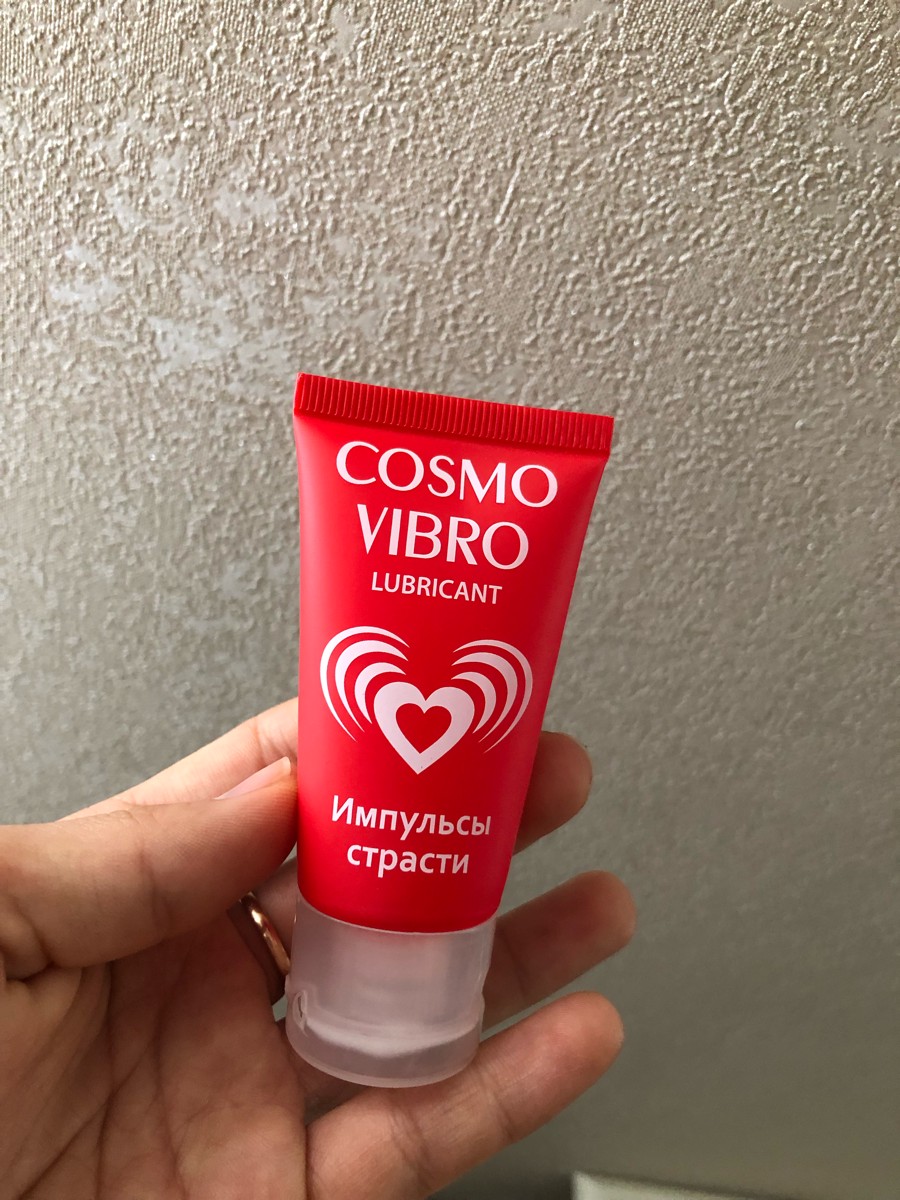 COSMO
VIBRO
LUBRICANT
Импульсы
страсти